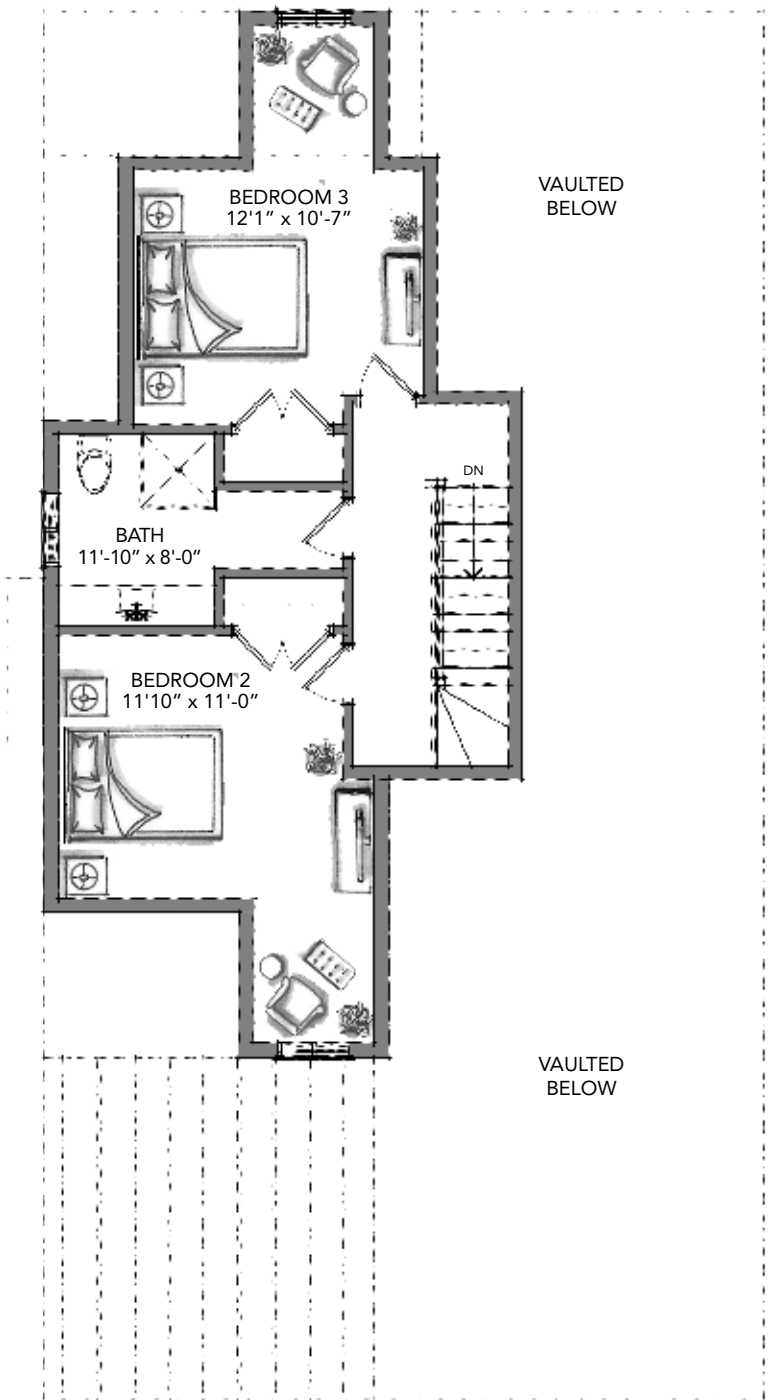 BEDROOM 3
12'1" x 10'-7"
VAULTED
BELOW
DN
BATH
11'-10" x 8'-0"
BEDROOM 2
11'10" x 11'-0"
VAULTED
BELOW